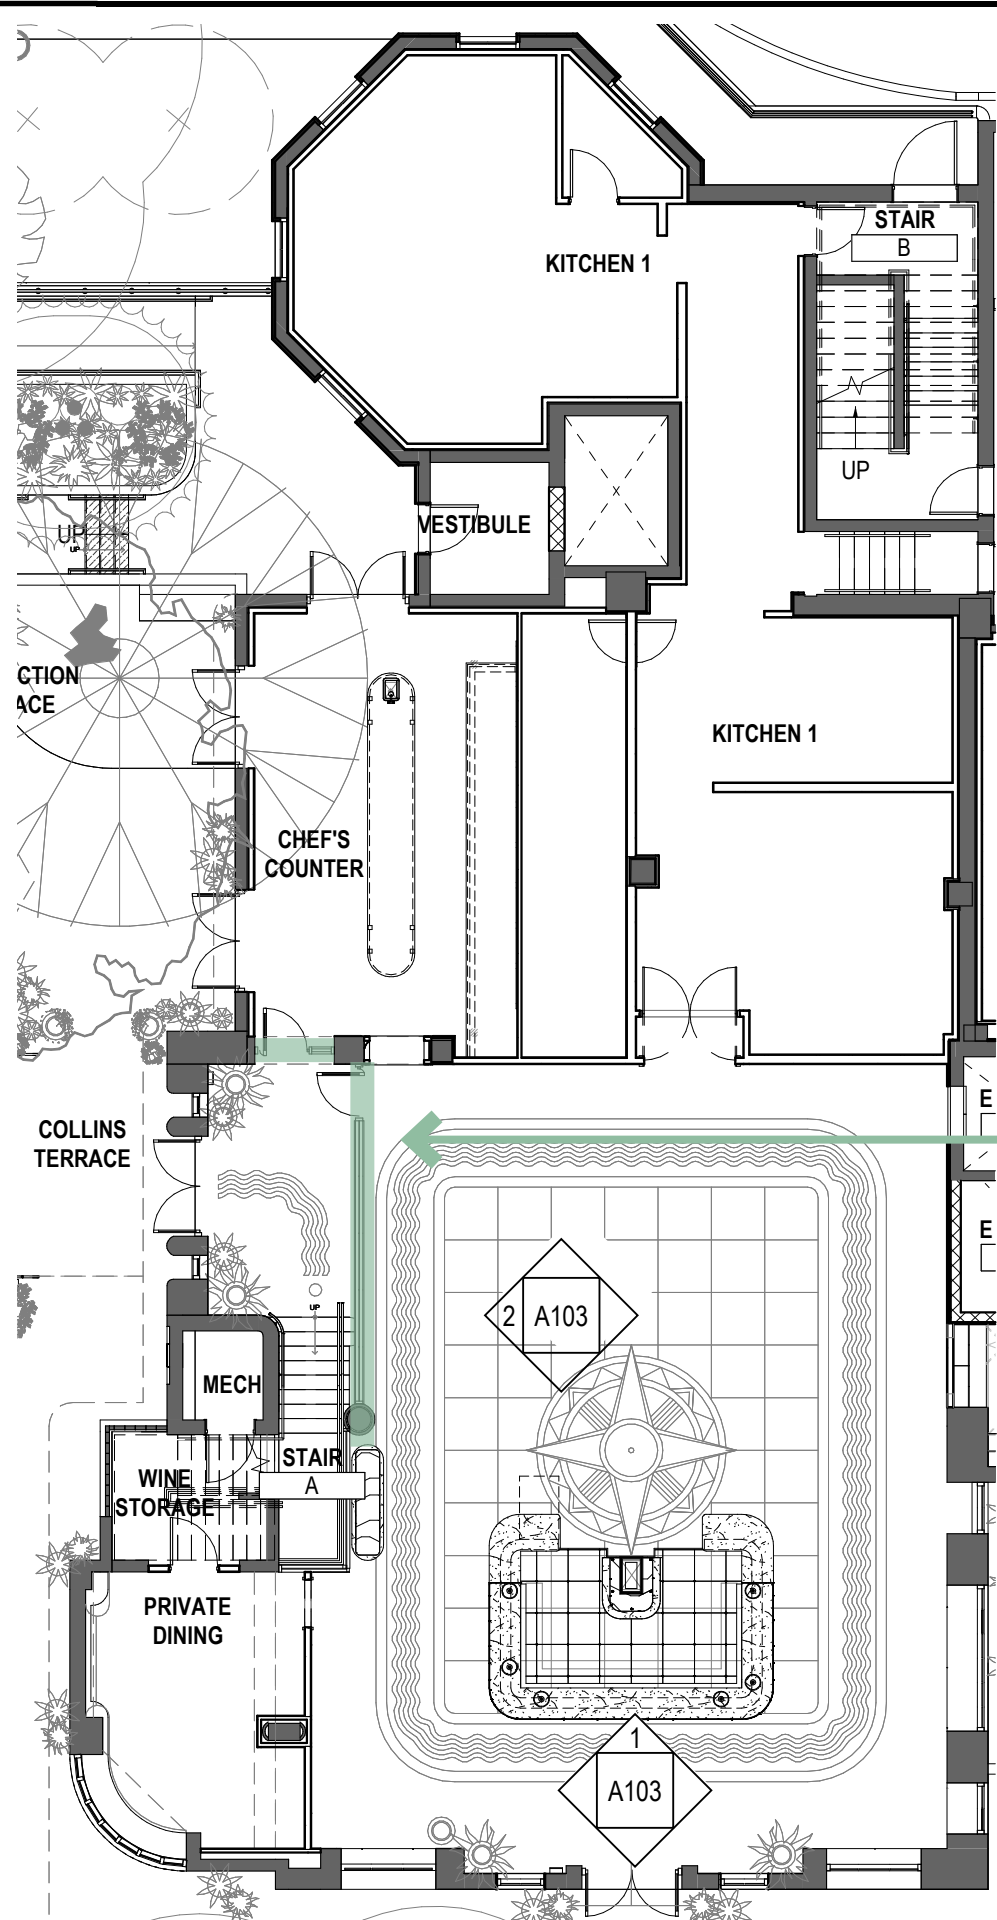 STAIR
B
KITCHEN 1
UP
VESTIBULE
UP
UP
CTION
ACE
KITCHEN 1
CHEF'S
COUNTER
E
COLLINS
TERRACE
E
2
A103
UP
MECH
STAIR
A
WINE
STORAGE
PRIVATE
DINING
1
A103